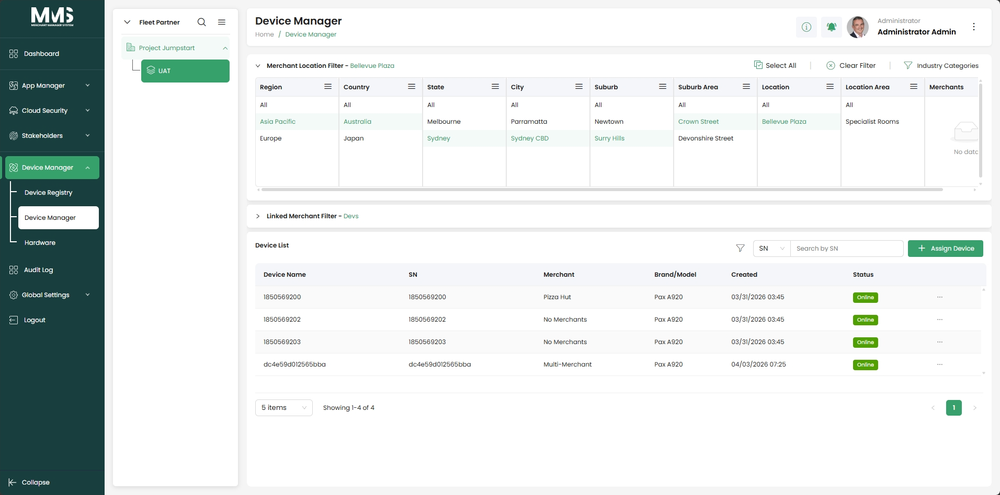 MMS
MERCHANT MANAGER SYSTEM
Dashboard
App Manager
Cloud Security
Stakeholders
Device Manager
Device Registry
Device Manager
Hardware
Audit Log
Global Settings
Logout
Collapse
Fleet Partner
Project Jumpstart
UAT
Device Manager
Home / Device Manager
Administrator
Administrator Admin
Merchant Location Filter - Bellevue Plaza
Select All | Clear Filter | Industry Categories
Region Country State City Suburb Suburb Area Location Location Area Merchants
All All All All All All All All
Asia Pacific Australia Melbourne Parramatta Newtown Crown Street Bellevue Plaza Specialist Rooms
Europe Japan Sydney Sydney CBD Surry Hills Devonshire Street
No data
Linked Merchant Filter - Devs
Device List
SN Search by SN + Assign Device
Device Name SN Merchant Brand/Model Created Status
1850569200 1850569200 Pizza Hut Pax A920 03/31/2026 03:45 Online ...
1850569202 1850569202 No Merchants Pax A920 03/31/2026 03:45 Online ...
1850569203 1850569203 No Merchants Pax A920 03/31/2026 03:45 Online ...
dc4e59d012565bba dc4e59d012565bba Multi-Merchant Pax A920 04/03/2026 07:25 Online ...
5 items Showing 1-4 of 4 < 1 >